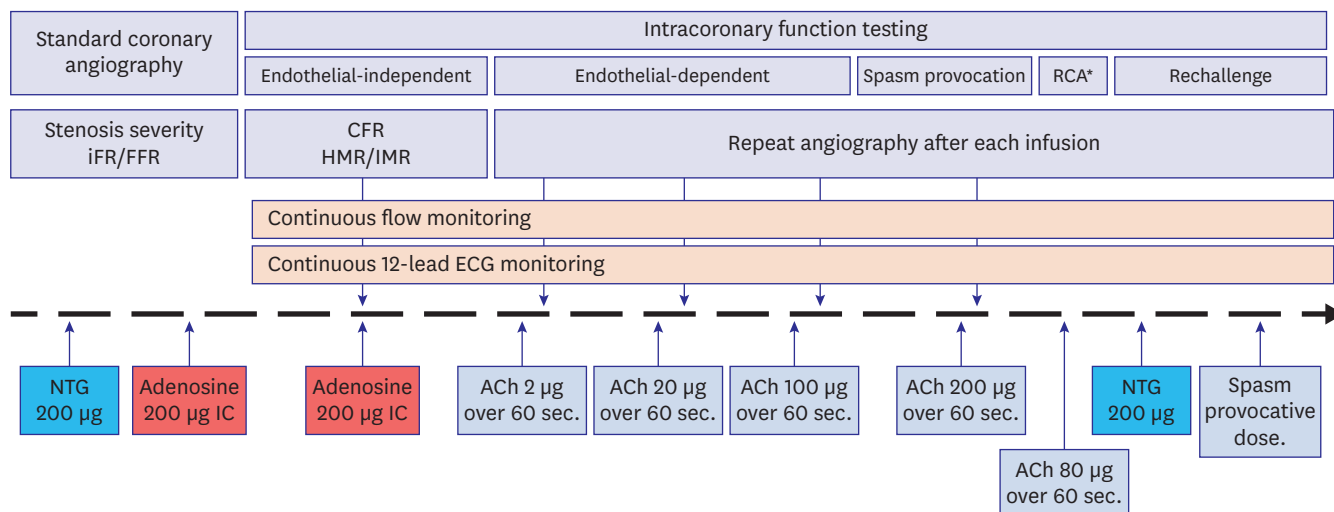 Standard coronary
angiography
Intracoronary function testing
Endothelial-independent
Endothelial-dependent
Spasm provocation
RCA*
Rechallenge
Stenosis severity
iFR/FFR
CFR
HMR/IMR
Repeat angiography after each infusion
Continuous flow monitoring
Continuous 12-lead ECG monitoring
NTG
200 µg
Adenosine
200 µg IC
Adenosine
200 µg IC
ACh 2 µg
over 60 sec.
ACh 20 µg
over 60 sec.
ACh 100 µg
over 60 sec.
ACh 200 µg
over 60 sec.
ACh 80 µg
over 60 sec.
NTG
200 µg
Spasm
provocative
dose.